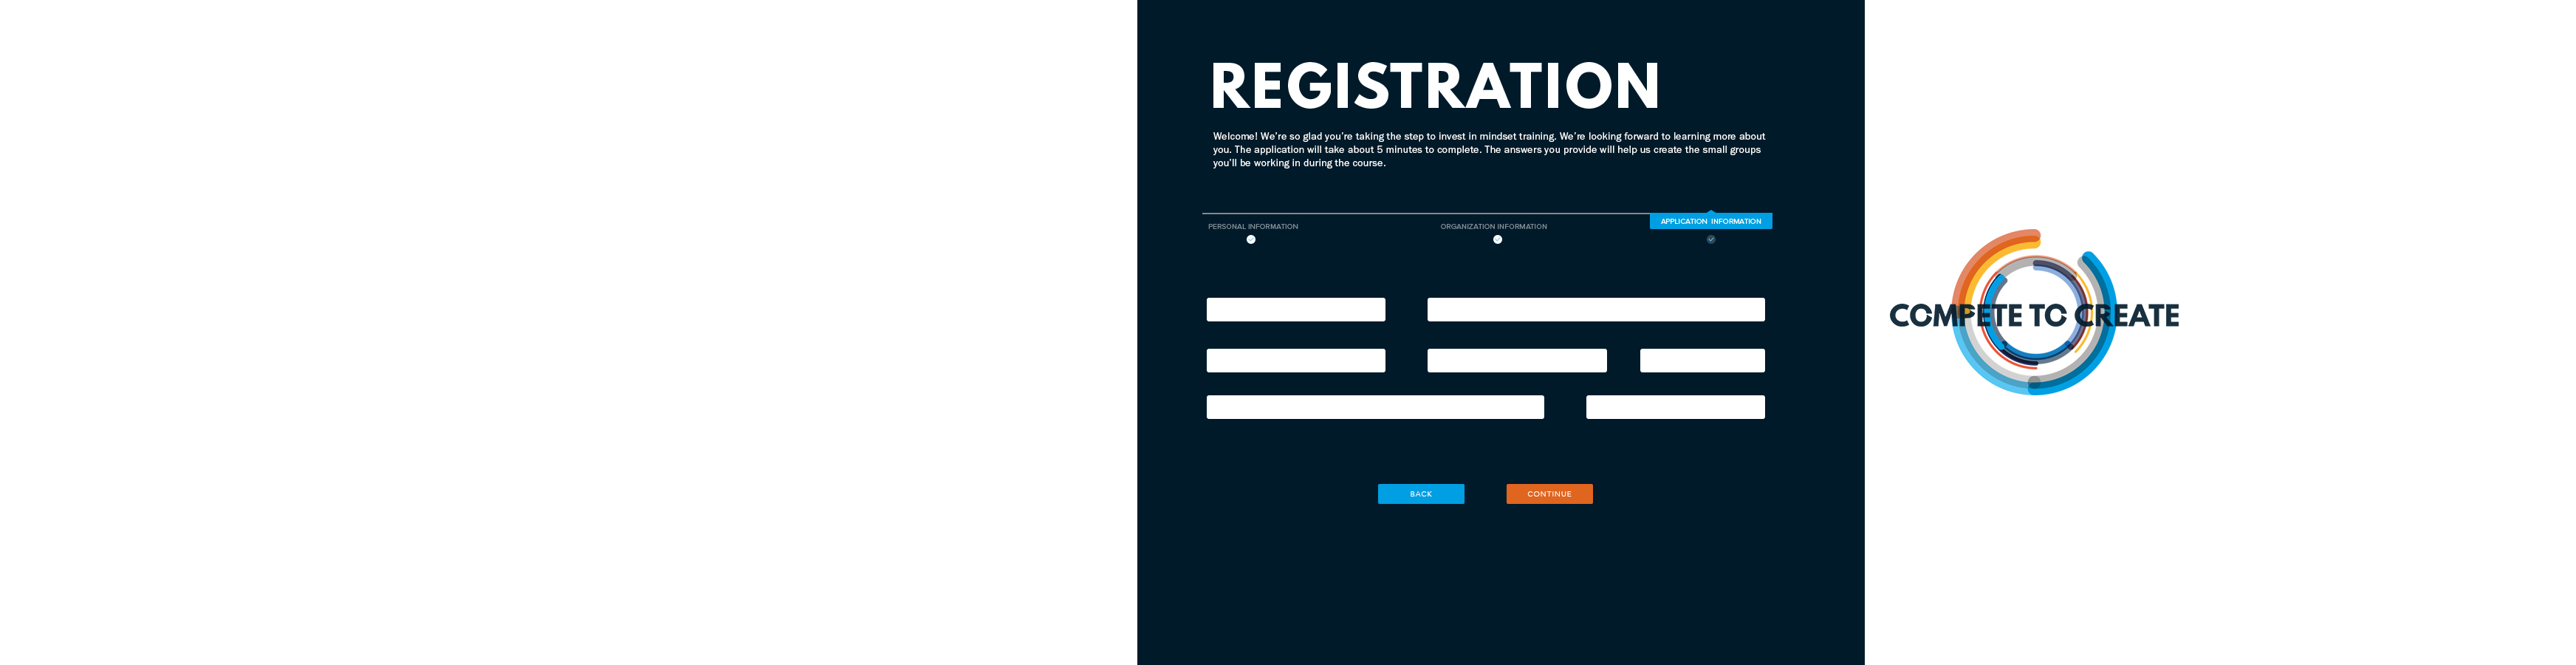 REGISTRATION
Welcome! We're so glad you're taking the step to invest in mindset training. We're looking forward to learning more about
you. The application will take about 5 minutes to complete. The answers you provide will help us create the small groups
you'll be working in during the course.
PERSONAL INFORMATION
ORGANIZATION INFORMATION
APPLICATION INFORMATION
COMPETE TO CREATE
BACK
CONTINUE